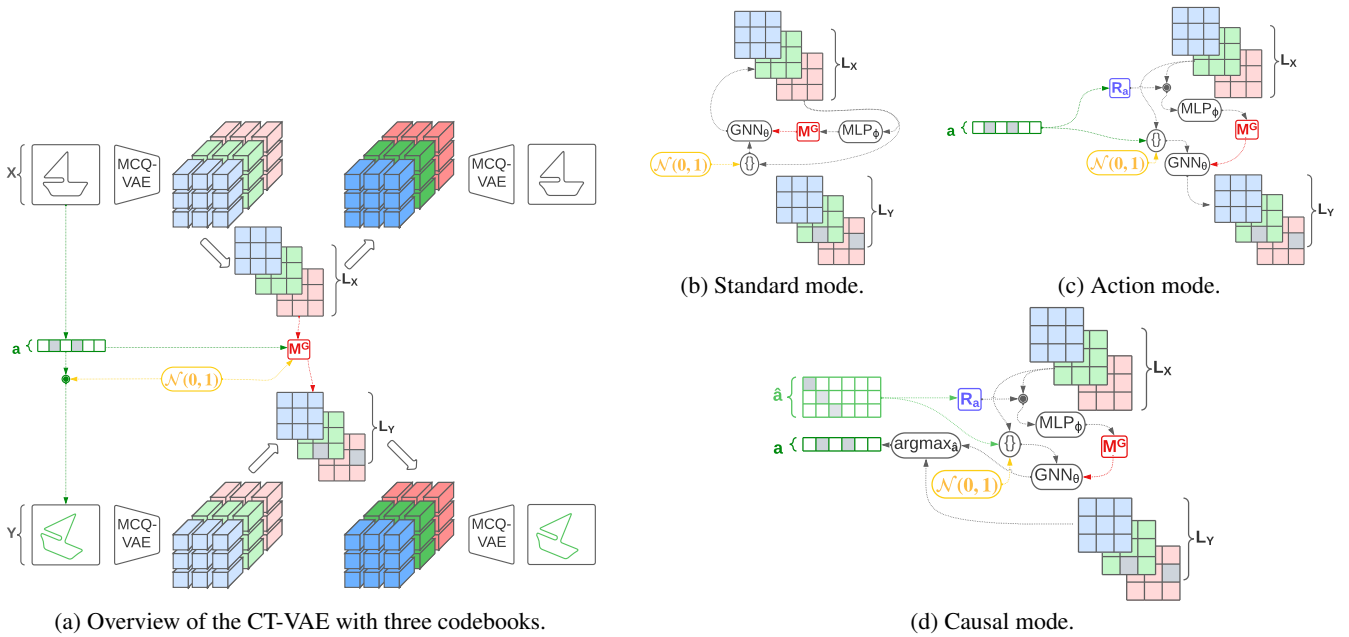 X
MCQ-
VAE
MCQ-
VAE
L_X
a
M^G
𝒩(0, 1)
L_Y
Y
MCQ-
VAE
MCQ-
VAE
(a) Overview of the CT-VAE with three codebooks.
L_X
GNN_θ
M^G
MLP_ϕ
𝒩(0, 1)
{}
L_Y
(b) Standard mode.
L_X
R_a
MLP_ϕ
a
M^G
{}
𝒩(0, 1)
GNN_θ
L_Y
(c) Action mode.
L_X
â
R_a
MLP_ϕ
a
argmax_â
{}
M^G
𝒩(0, 1)
GNN_θ
L_Y
(d) Causal mode.